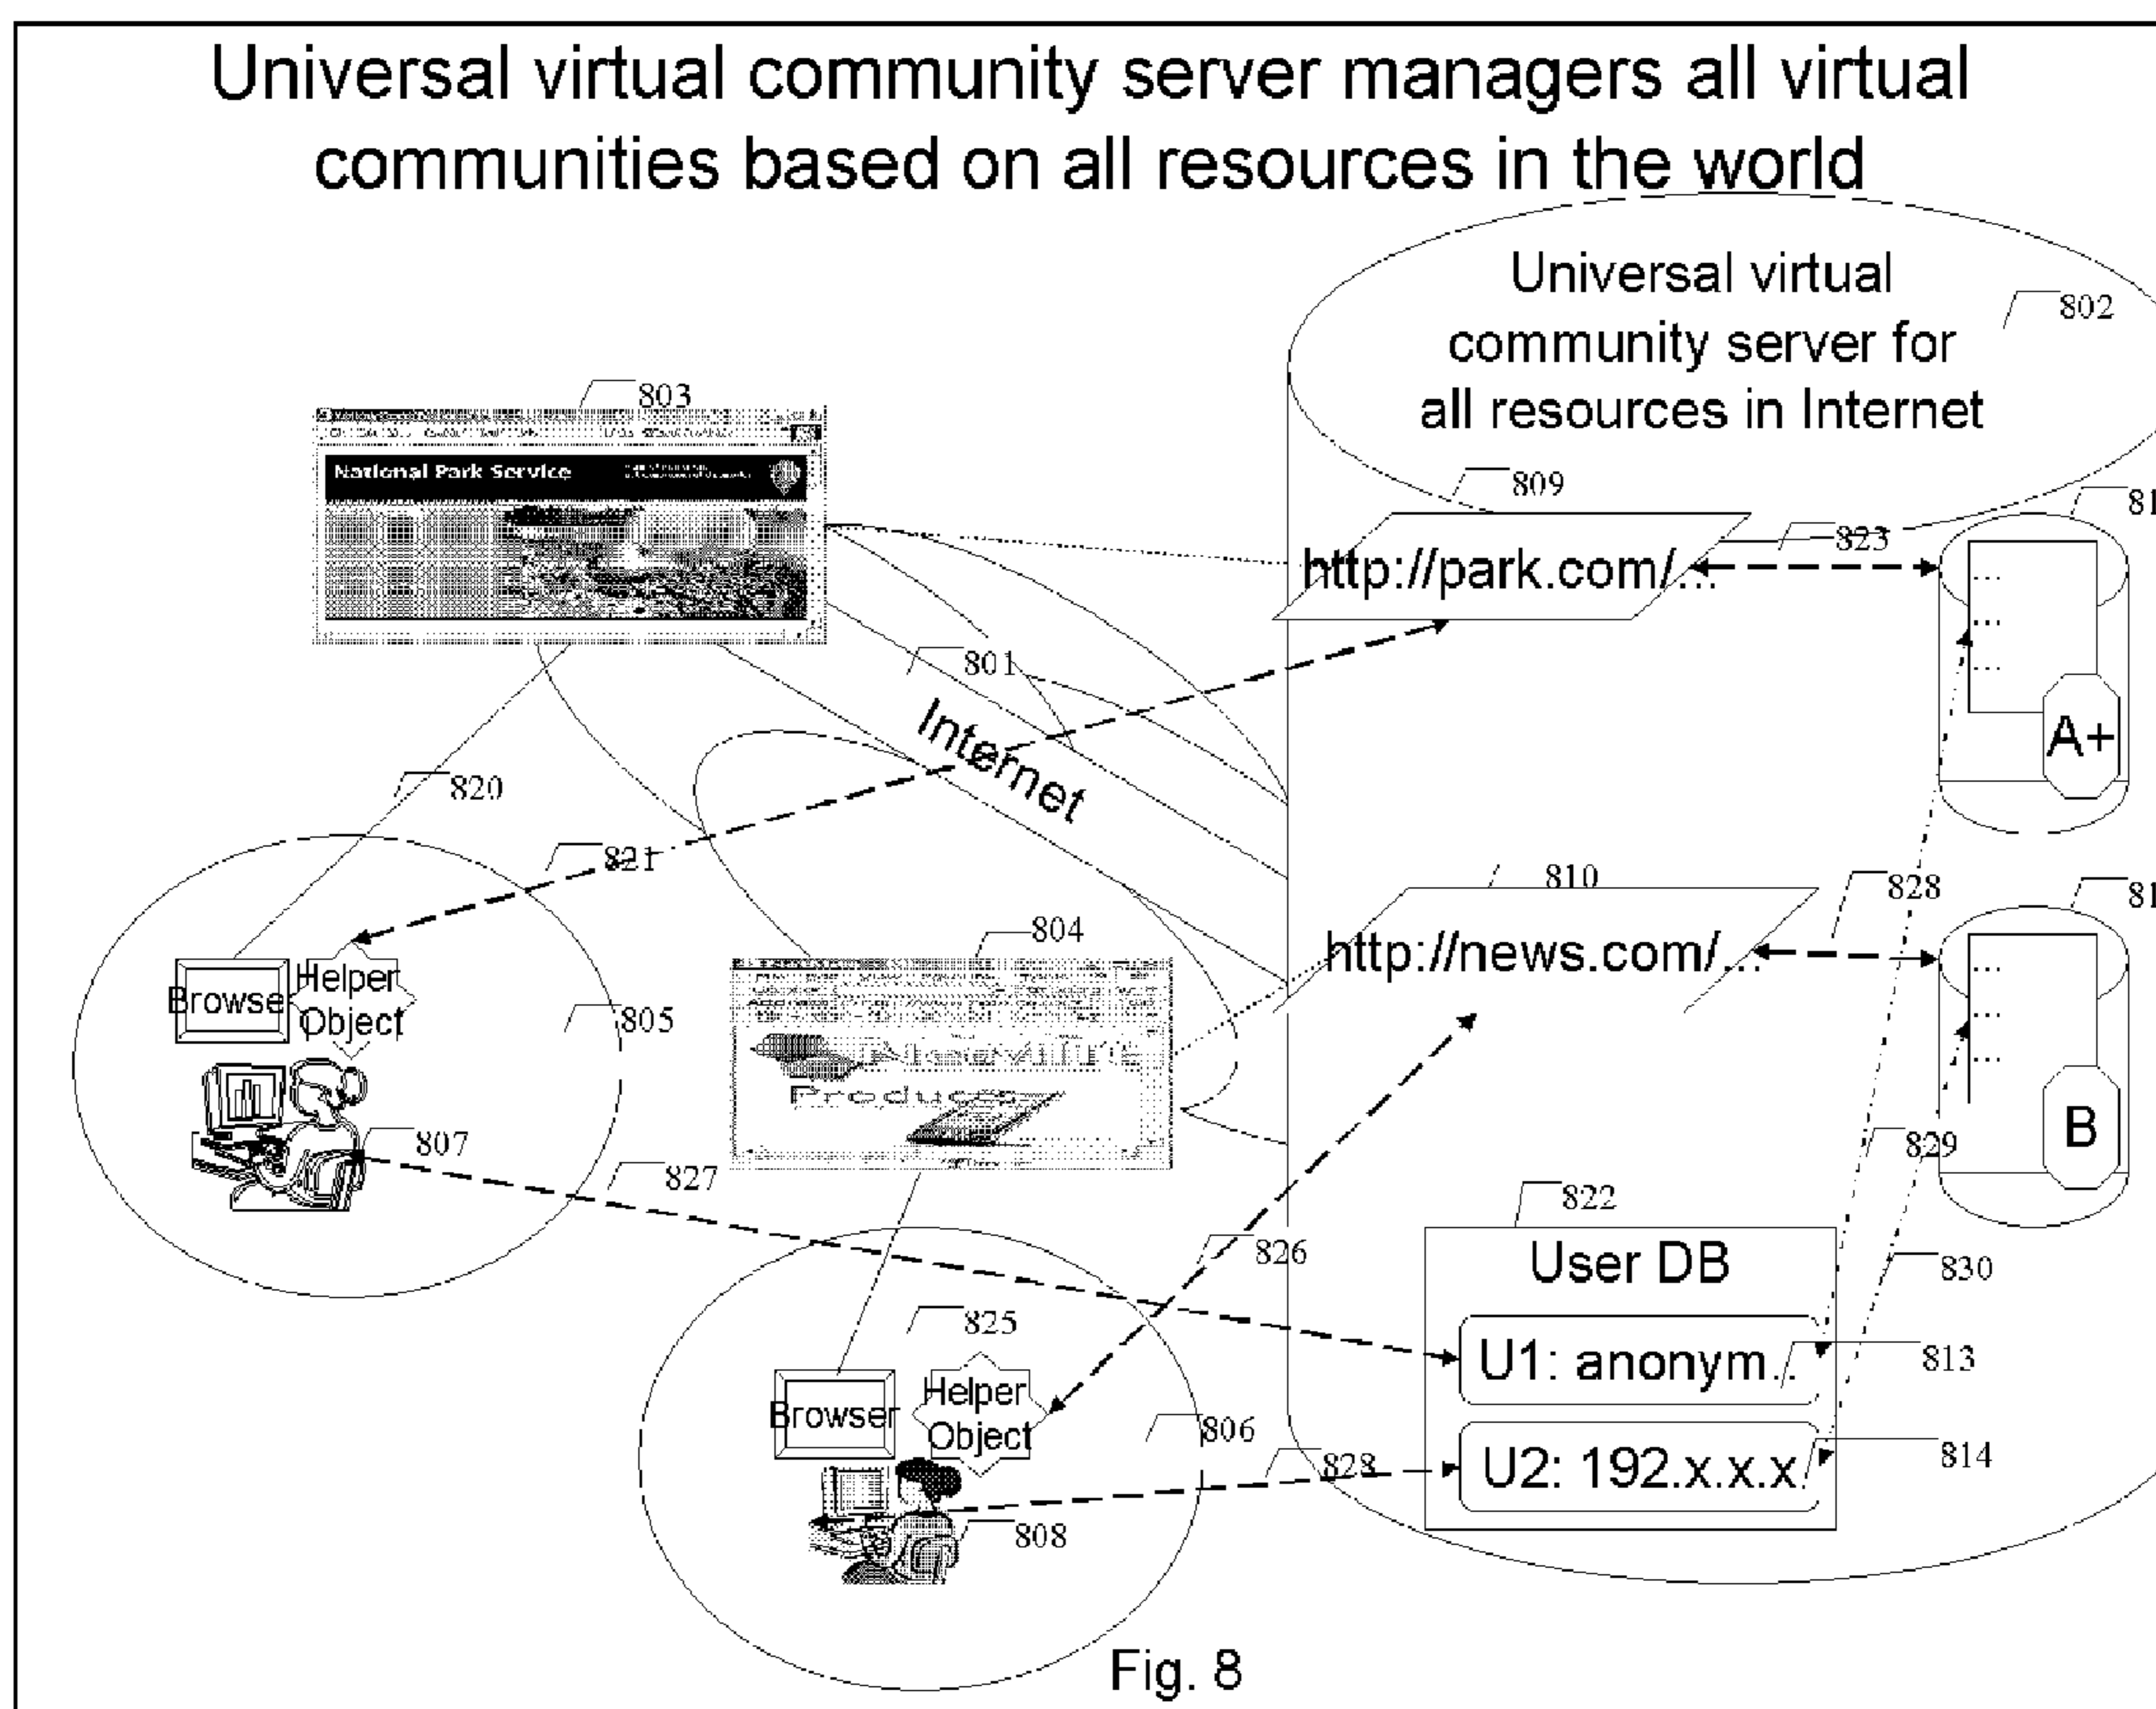 Universal virtual community server managers all virtual
communities based on all resources in the world
Universal virtual
community server for
all resources in Internet
802
803
National Park Service
809
http://park.com/...
823
81
...
...
...
A+
801
Internet
820
821
810
http://news.com/...
828
81
...
...
...
B
804
Produces
Browse
Helper
Object
805
807
827
829
822
User DB
826
830
825
U1: anonym..
813
Browser
Helper
Object
806
828
U2: 192.x.x.x
814
808
Fig. 8